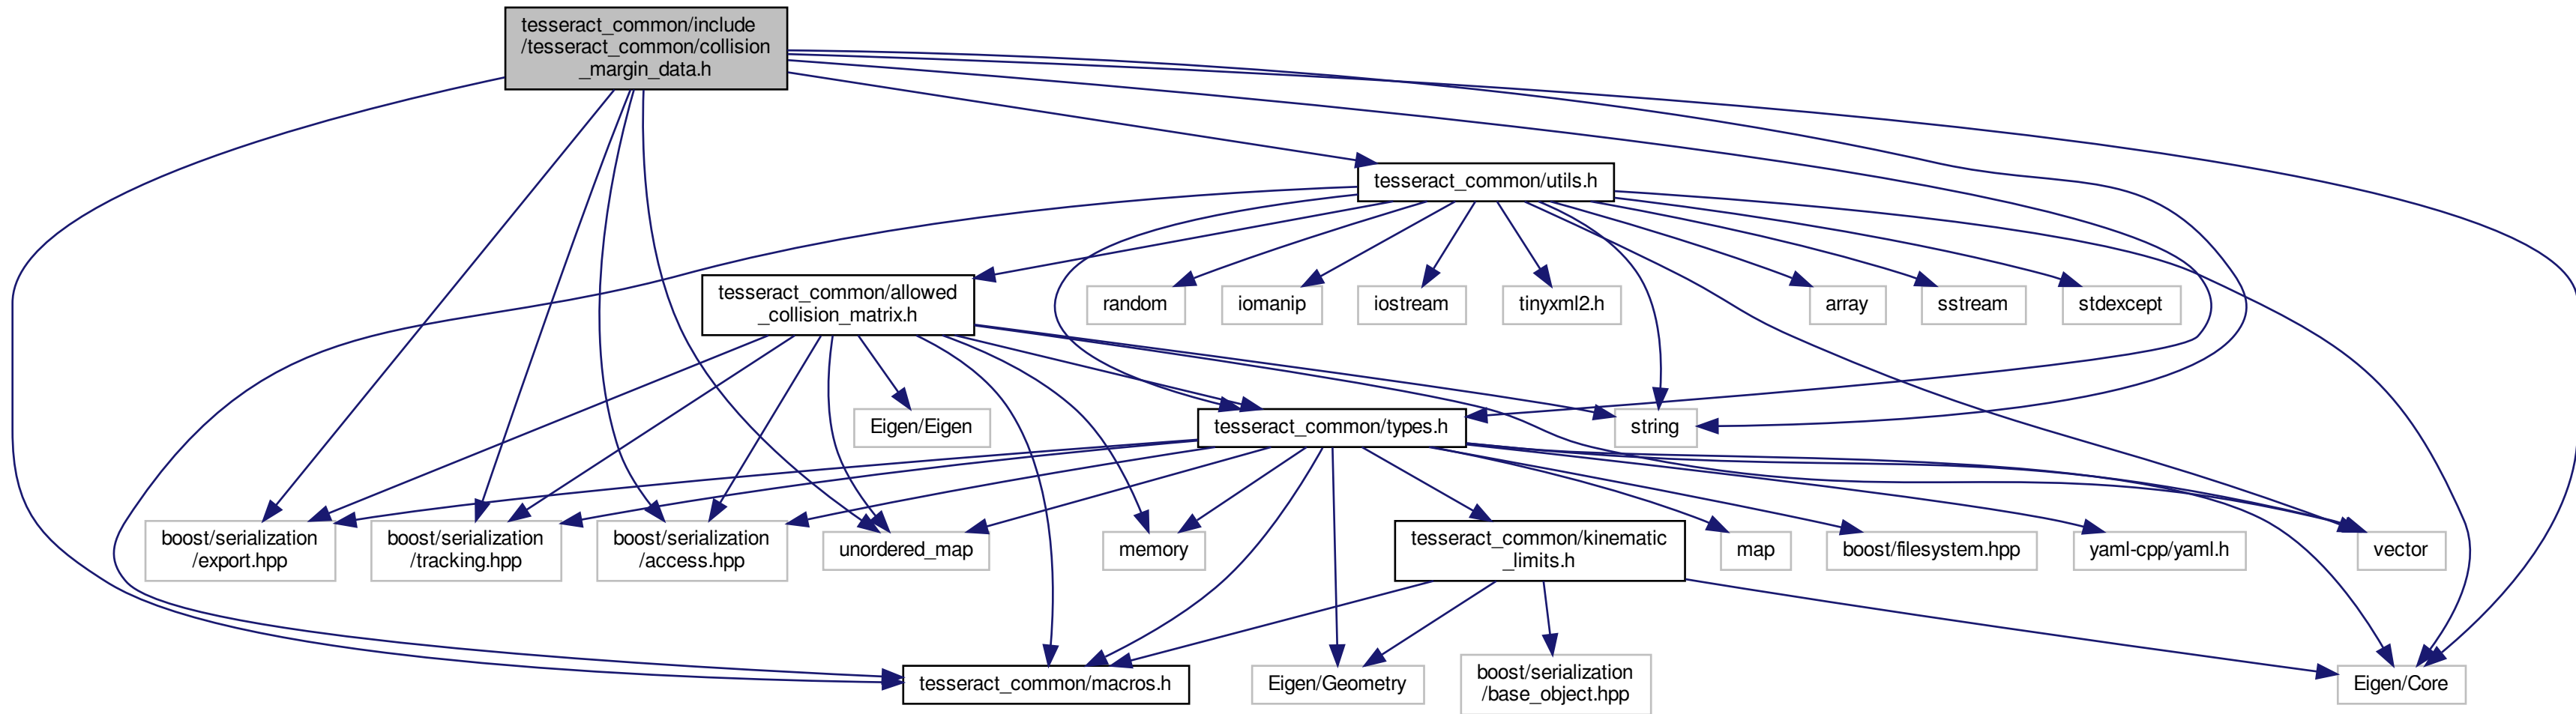 tesseract_common/include
/tesseract_common/collision
_margin_data.h
tesseract_common/utils.h
tesseract_common/allowed
_collision_matrix.h
random
iomanip
iostream
tinyxml2.h
array
sstream
stdexcept
Eigen/Eigen
tesseract_common/types.h
string
boost/serialization
/export.hpp
boost/serialization
/tracking.hpp
boost/serialization
/access.hpp
unordered_map
memory
tesseract_common/kinematic
_limits.h
map
boost/filesystem.hpp
yaml-cpp/yaml.h
vector
tesseract_common/macros.h
Eigen/Geometry
boost/serialization
/base_object.hpp
Eigen/Core